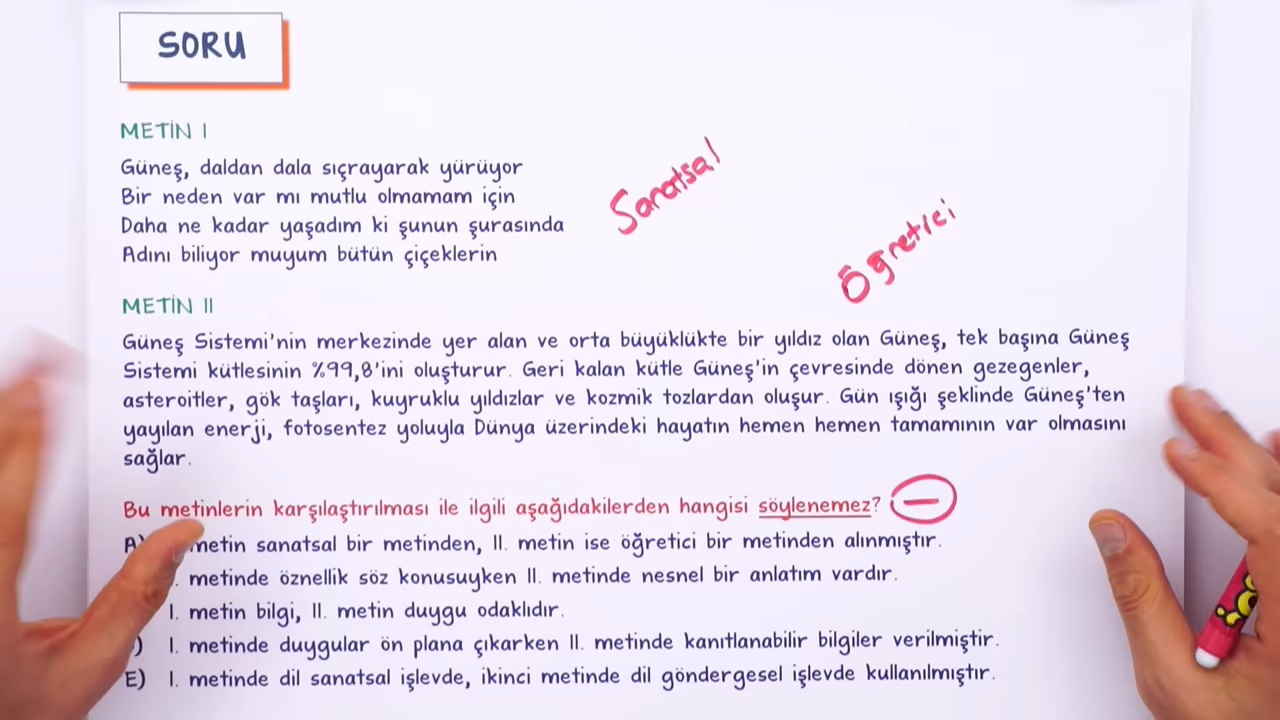 SORU
METİN I
Güneş, daldan dala sıçrayarak yürüyor
Bir neden var mı mutlu olmamam için
Daha ne kadar yaşadım ki şunun şurasında
Adını biliyor muyum bütün çiçeklerin
Sanatsal
Öğretici
METİN II
Güneş Sistemi'nin merkezinde yer alan ve orta büyüklükte bir yıldız olan Güneş, tek başına Güneş
Sistemi kütlesinin %99,8'ini oluşturur. Geri kalan kütle Güneş'in çevresinde dönen gezegenler,
asteroitler, gök taşları, kuyruklu yıldızlar ve kozmik tozlardan oluşur. Gün ışığı şeklinde Güneş'ten
yayılan enerji, fotosentez yoluyla Dünya üzerindeki hayatın hemen hemen tamamının var olmasını
sağlar.
Bu metinlerin karşılaştırılması ile ilgili aşağıdakilerden hangisi söylenemez? –
A) metin sanatsal bir metinden, II. metin ise öğretici bir metinden alınmıştır.
metinde öznellik söz konusuyken II. metinde nesnel bir anlatım vardır.
I. metin bilgi, II. metin duygu odaklıdır.
) I. metinde duygular ön plana çıkarken II. metinde kanıtlanabilir bilgiler verilmiştir.
E) I. metinde dil sanatsal işlevde, ikinci metinde dil göndergesel işlevde kullanılmıştır.